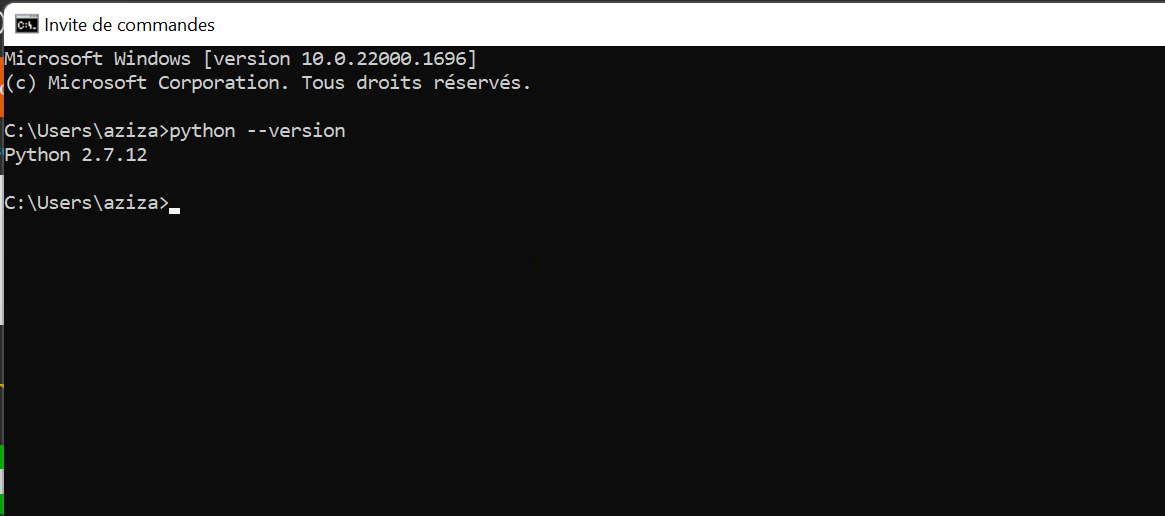 Invite de commandes
Microsoft Windows [version 10.0.22000.1696]
(c) Microsoft Corporation. Tous droits réservés.
C:\Users\aziza>python --version
Python 2.7.12
C:\Users\aziza>